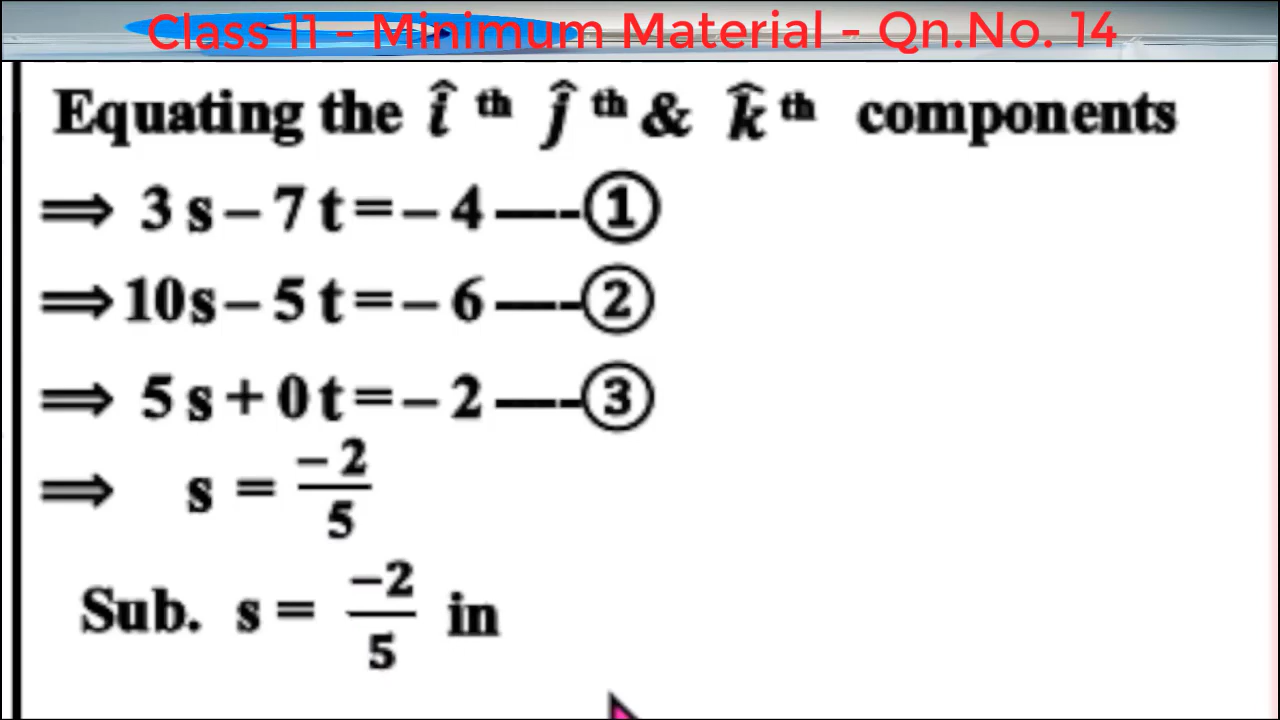 Class 11 - Minimum Material - Qn.No. 14
Equating the î th ĵ th & k̂ th components
⟹ 3 s – 7 t = – 4 —-①
⟹ 10s – 5 t = – 6 —-②
⟹ 5 s + 0 t = – 2 —-③
⟹ s = –2/5
Sub. s = –2/5 in